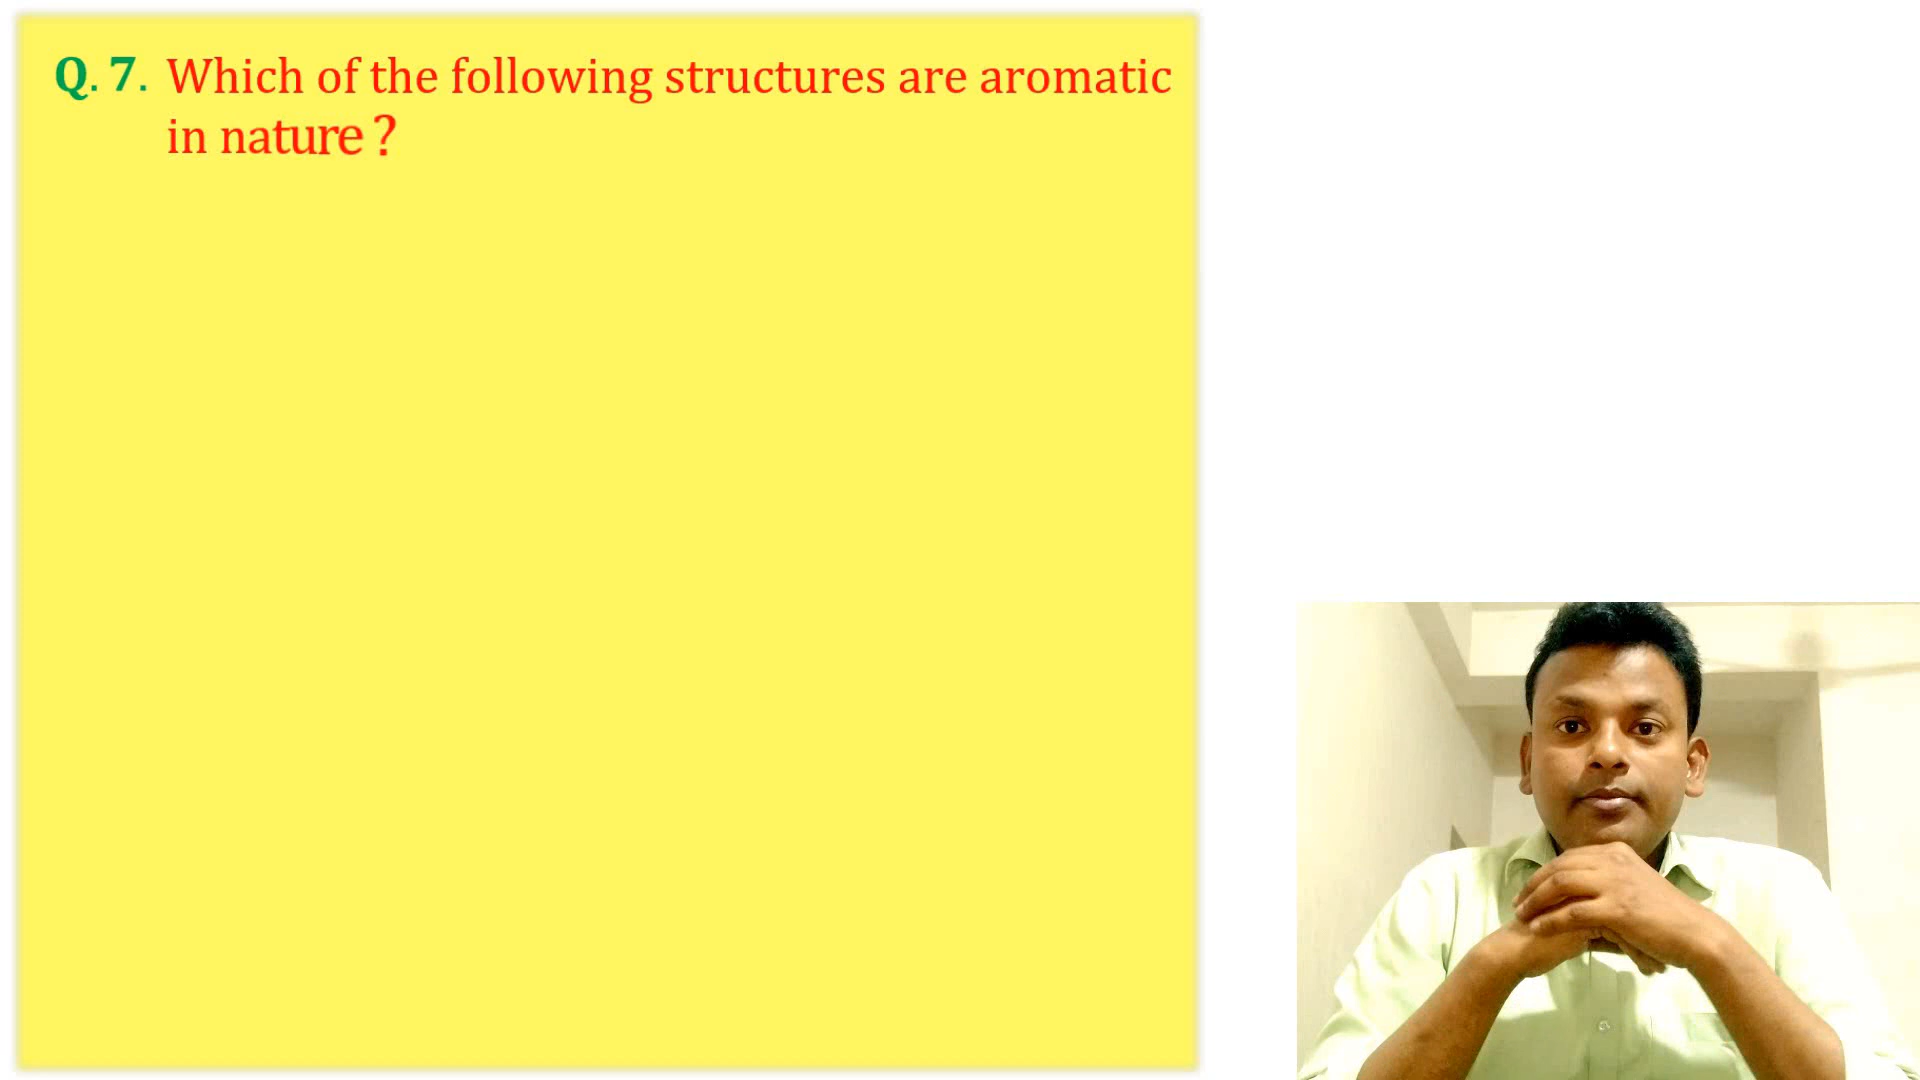 Q. 7. Which of the following structures are aromatic
in nature ?